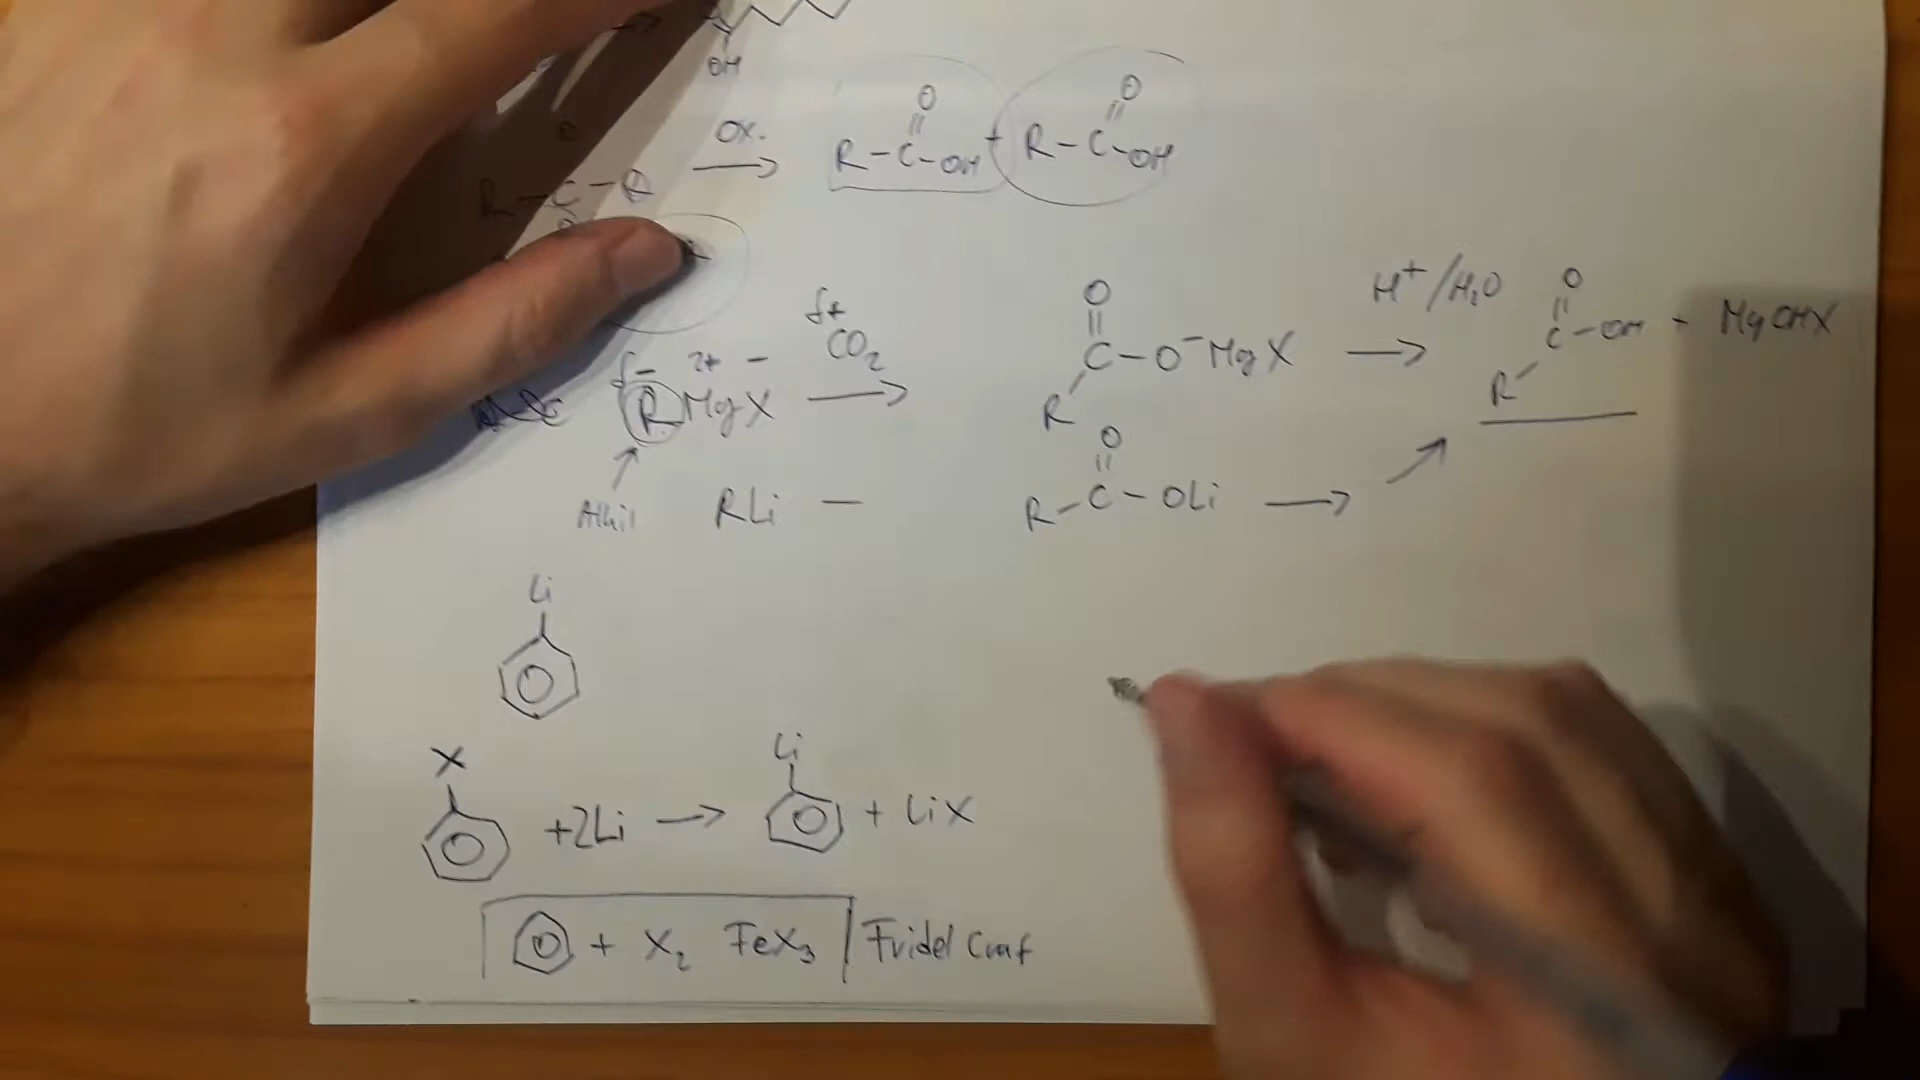 OH
O OX. O O
R-C-R → R-C-OH + R-C-OH
δ- 2+ - δ+ CO2 O H+/H2O O
RMgX → C-O-MgX → C-OH + MgOHX
R R
Alkil RLi — O
R-C-OLi →
Li
X Li
+2Li → + LiX
+ X2 FeX3 Fridel Craf